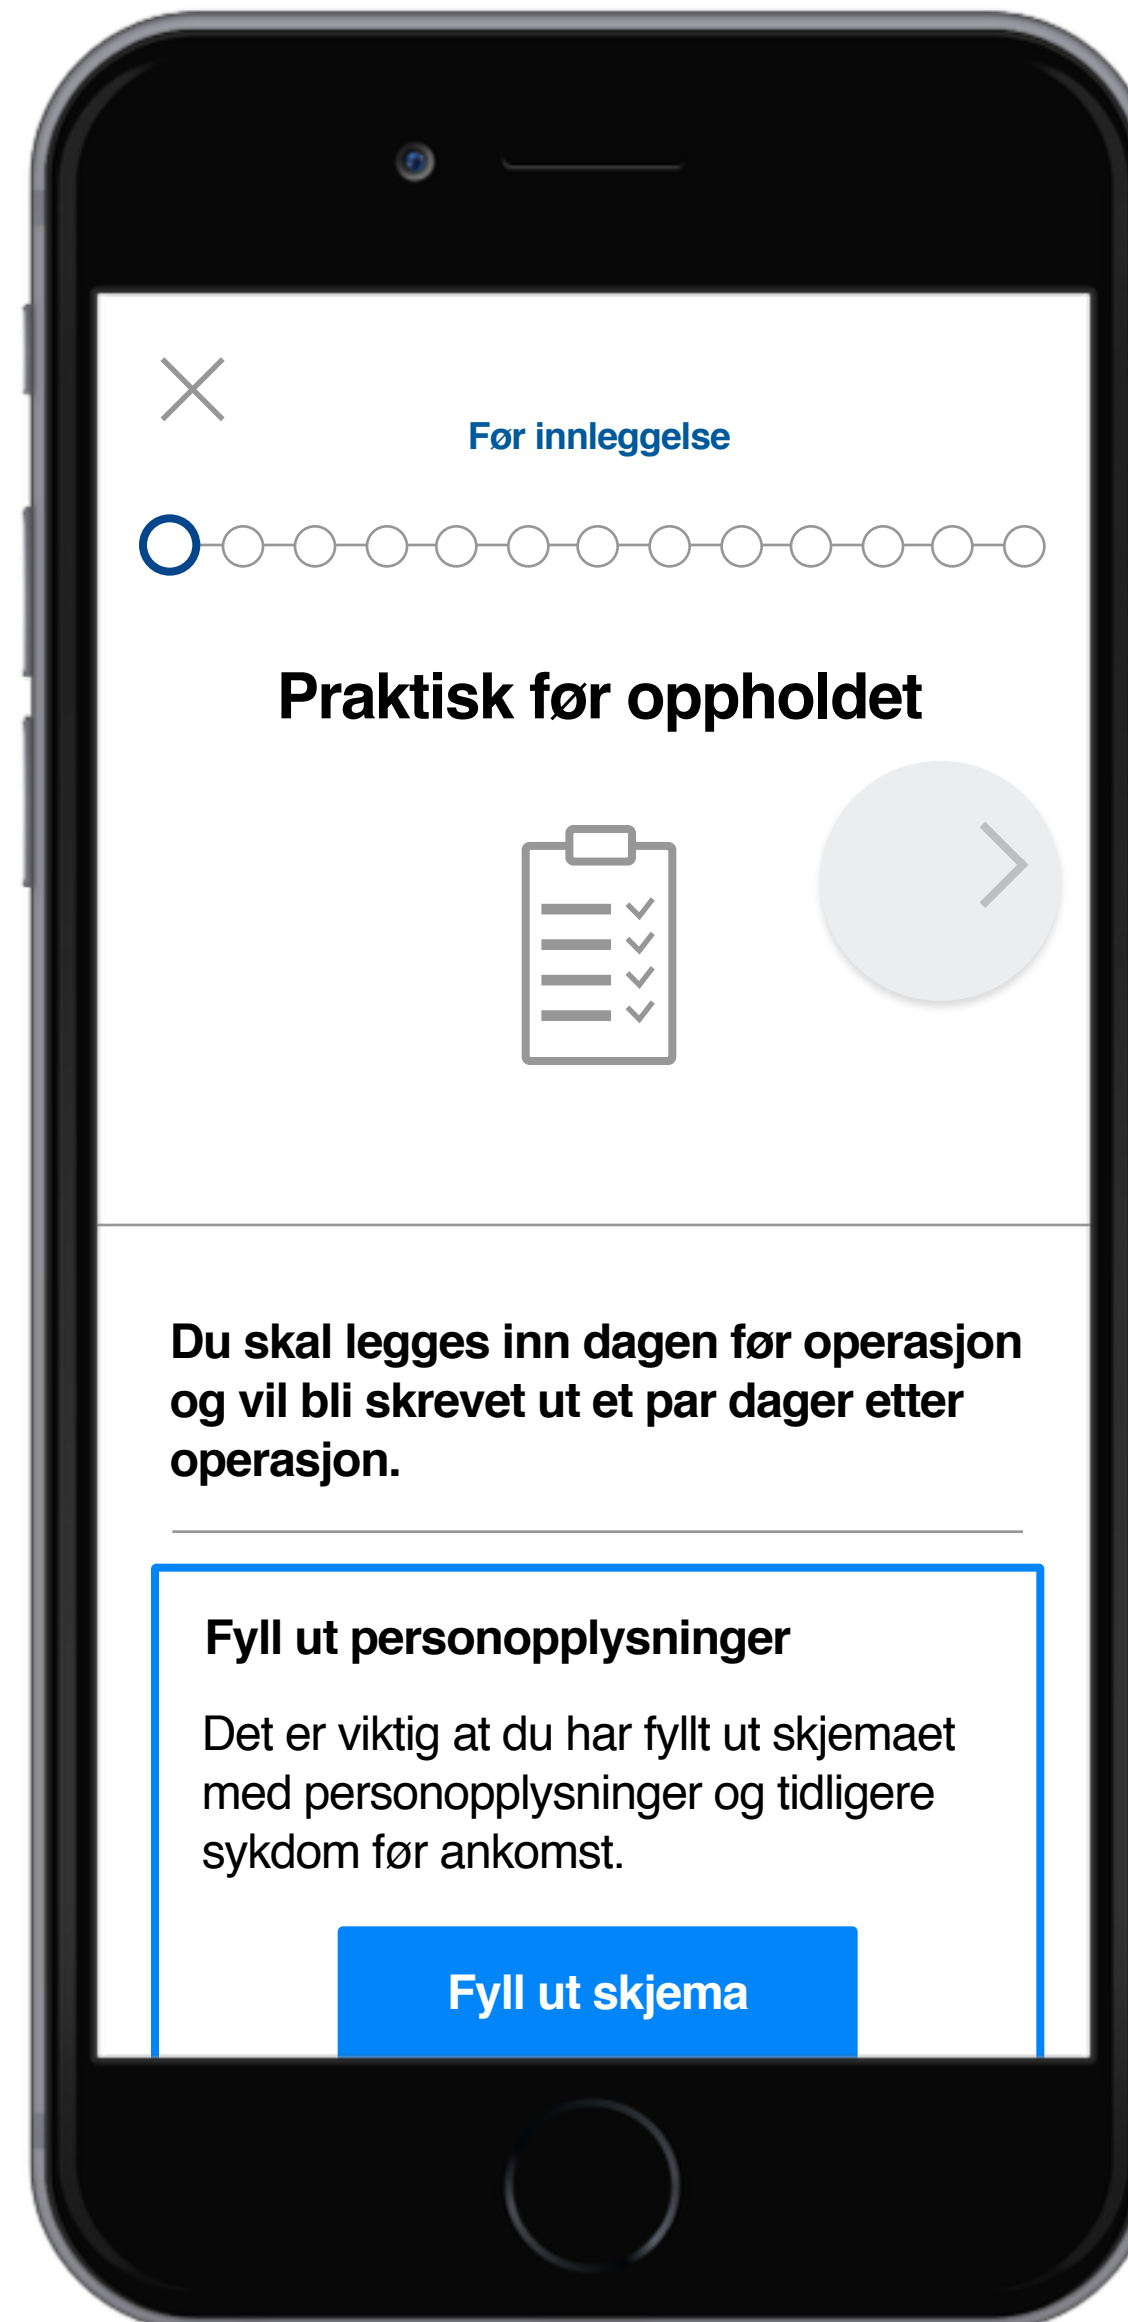 Før innleggelse
Praktisk før oppholdet
Du skal legges inn dagen før operasjon
og vil bli skrevet ut et par dager etter
operasjon.
Fyll ut personopplysninger
Det er viktig at du har fyllt ut skjemaet
med personopplysninger og tidligere
sykdom før ankomst.
Fyll ut skjema